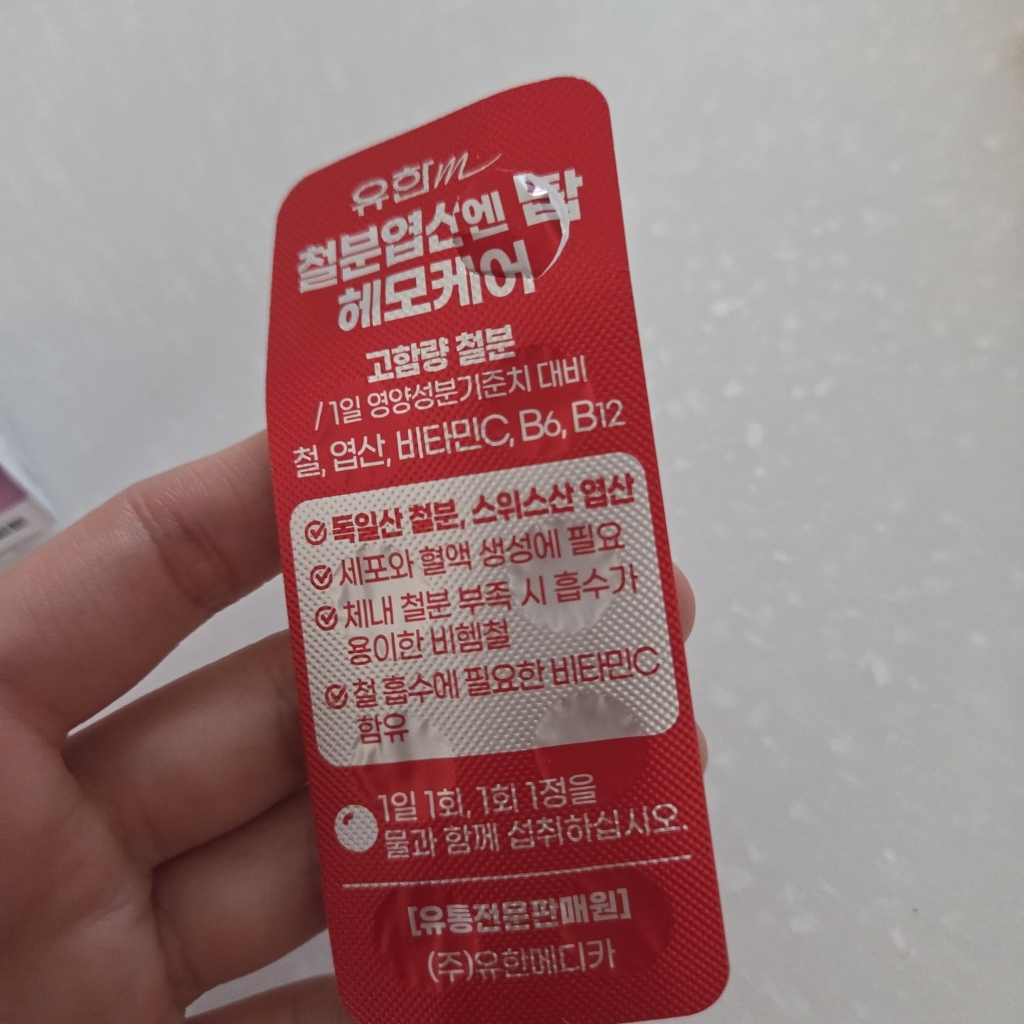 유한m
철분엽산엔 답
헤모케어
고함량 철분
/ 1일 영양성분기준치 대비
철, 엽산, 비타민C, B6, B12
독일산 철분, 스위스산 엽산
세포와 혈액 생성에 필요
체내 철분 부족 시 흡수가
용이한 비헴철
철 흡수에 필요한 비타민C
함유
1일 1회, 1회 1정을
물과 함께 섭취하십시오.
[유통전문판매원]
(주)유한메디카